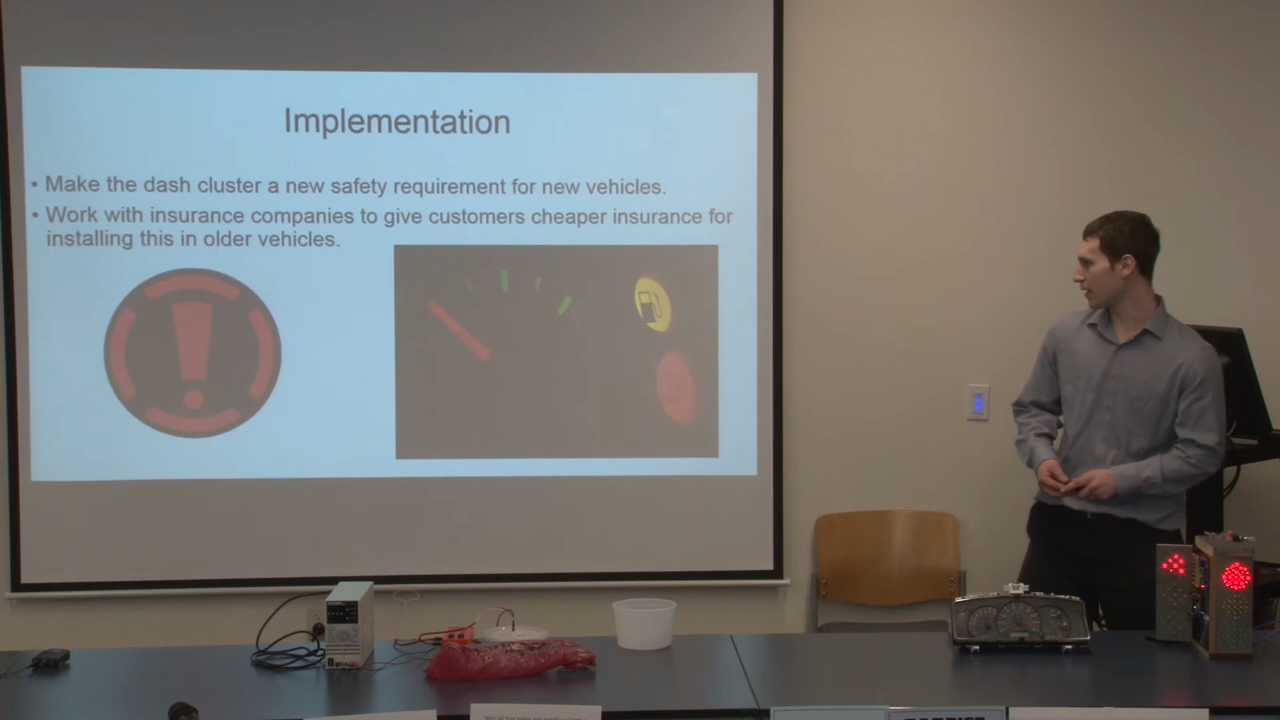 Implementation
• Make the dash cluster a new safety requirement for new vehicles.
• Work with insurance companies to give customers cheaper insurance for
installing this in older vehicles.